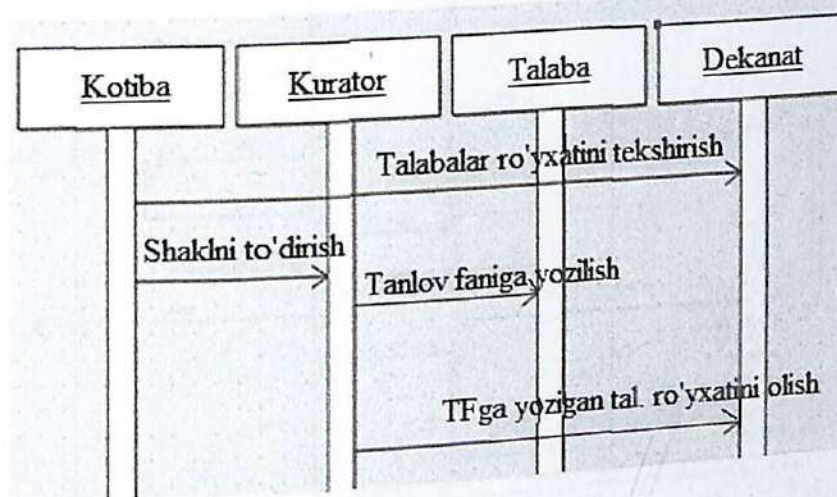 Kotiba
Kurator
Talaba
Dekanat
Talabalar ro'yxatini tekshirish
Shaklni to'dirish
Tanlov faniga yozilish
TFga yozigan tal. ro'yxatini olish